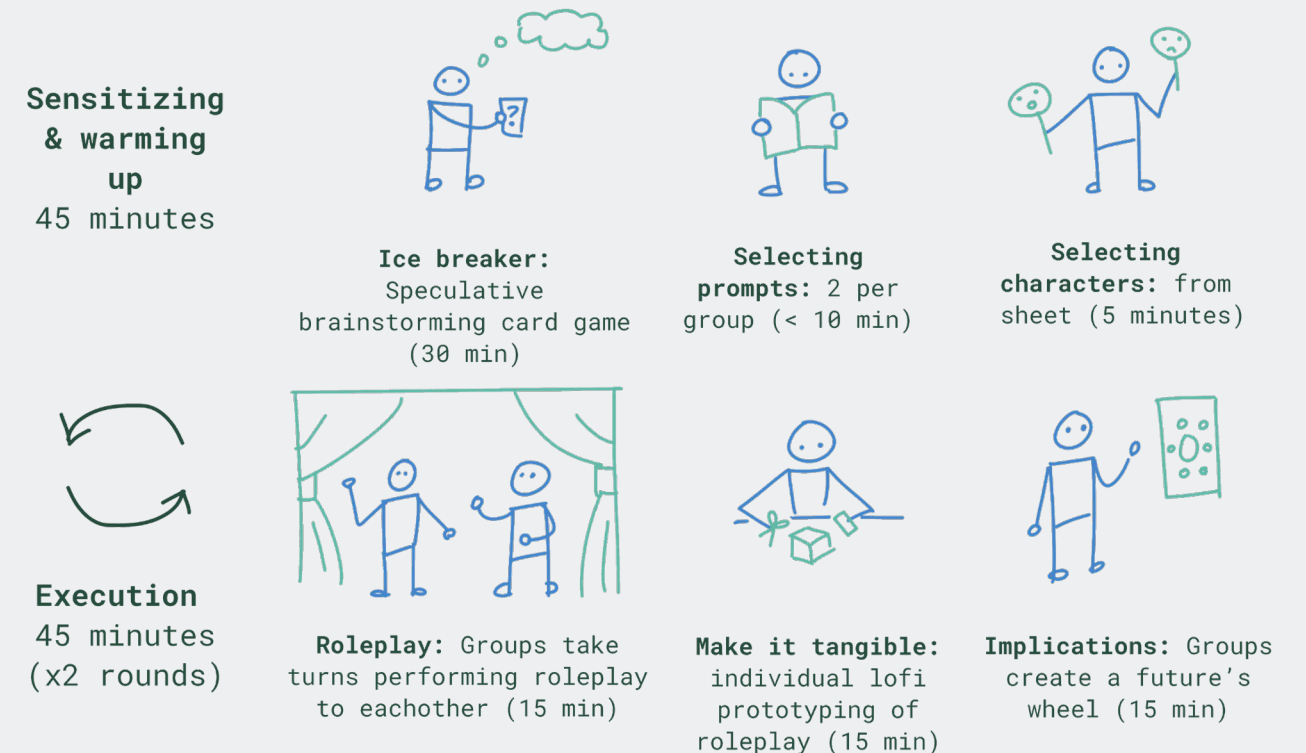 Sensitizing
& warming
up
45 minutes
?
Ice breaker:
Speculative
brainstorming card game
(30 min)
Selecting
prompts: 2 per
group (< 10 min)
Selecting
characters: from
sheet (5 minutes)
Execution
45 minutes
(x2 rounds)
Roleplay: Groups take
turns performing roleplay
to eachother (15 min)
Make it tangible:
individual lofi
prototyping of
roleplay (15 min)
Implications: Groups
create a future’s
wheel (15 min)